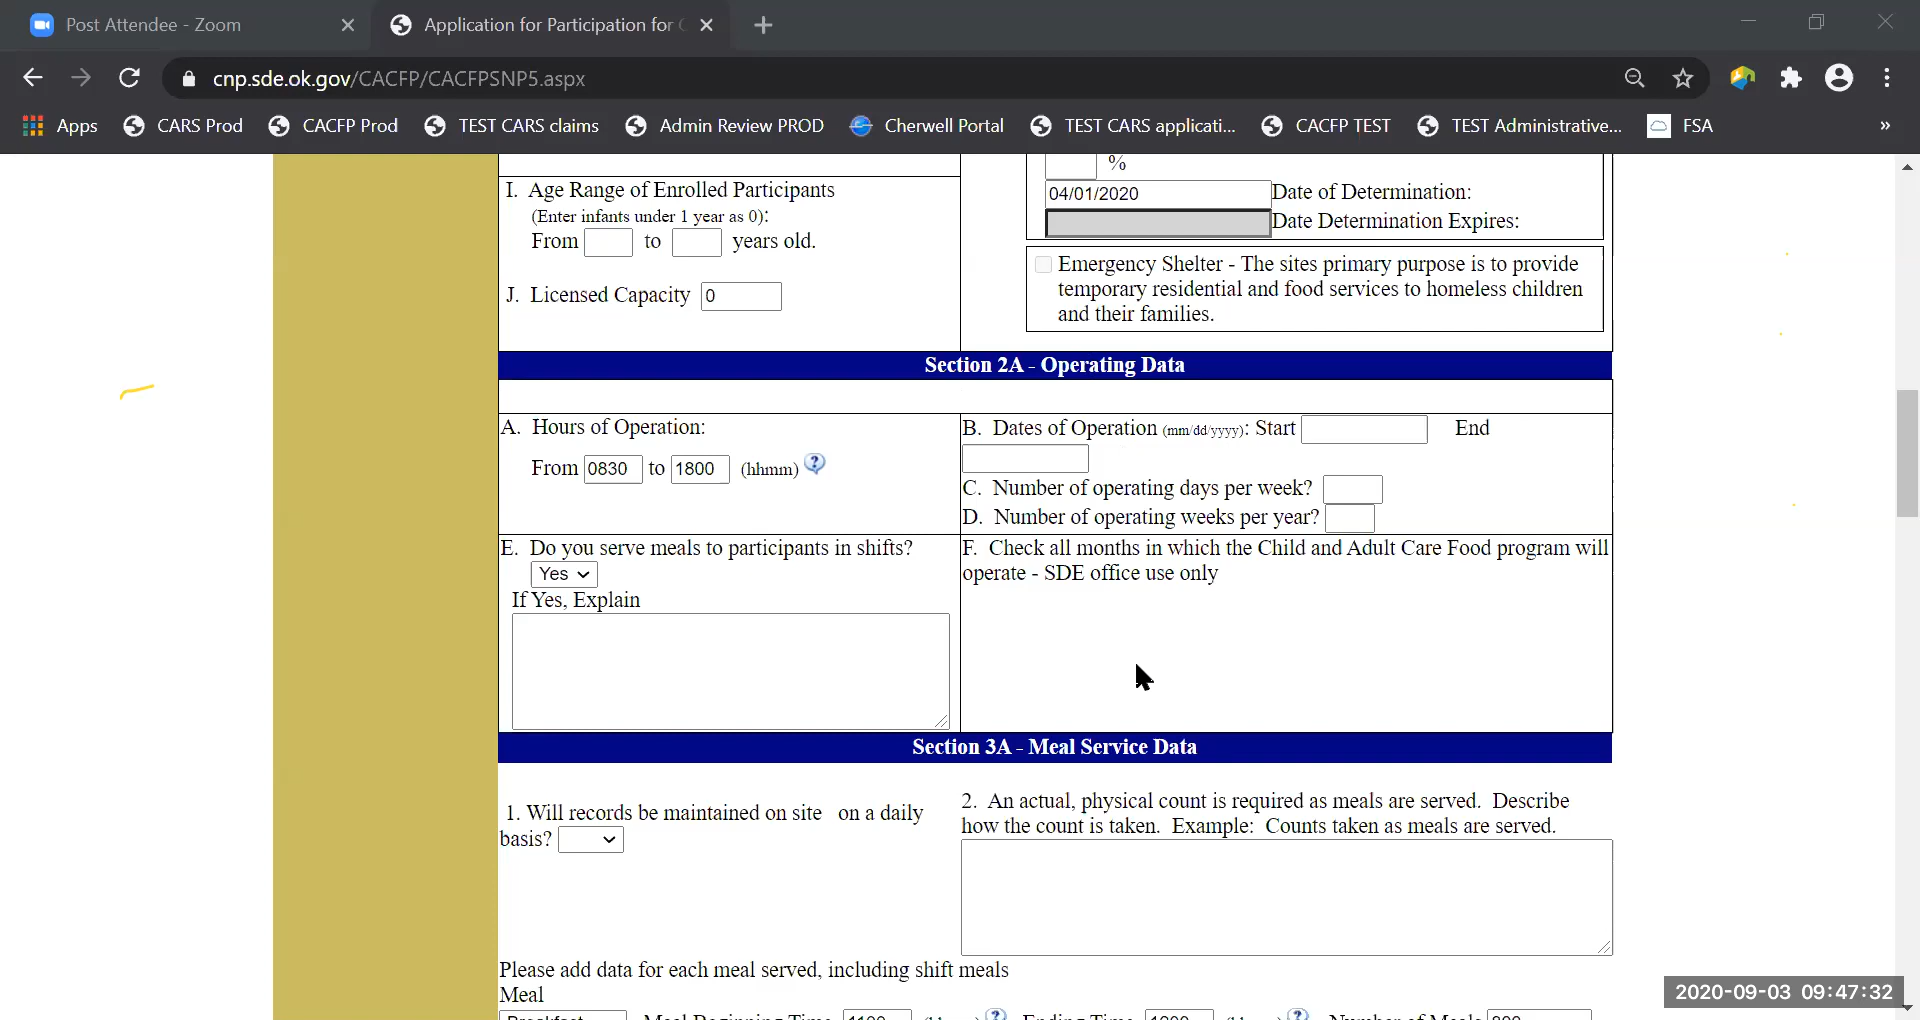 Post Attendee - Zoom
Application for Participation for
cnp.sde.ok.gov/CACFP/CACFPSNP5.aspx
Apps CARS Prod CACFP Prod TEST CARS claims Admin Review PROD Cherwell Portal TEST CARS applicati... CACFP TEST TEST Administrative... FSA »
%
I. Age Range of Enrolled Participants
(Enter infants under 1 year as 0):
From to years old.
J. Licensed Capacity 0
04/01/2020 Date of Determination:
Date Determination Expires:
Emergency Shelter - The sites primary purpose is to provide
temporary residential and food services to homeless children
and their families.
Section 2A - Operating Data
A. Hours of Operation:
From 0830 to 1800 (hhmm) ?
B. Dates of Operation (mm/dd/yyyy): Start End
C. Number of operating days per week?
D. Number of operating weeks per year?
E. Do you serve meals to participants in shifts?
Yes
If Yes, Explain
F. Check all months in which the Child and Adult Care Food program will
operate - SDE office use only
Section 3A - Meal Service Data
1. Will records be maintained on site on a daily
basis?
2. An actual, physical count is required as meals are served. Describe
how the count is taken. Example: Counts taken as meals are served.
Please add data for each meal served, including shift meals
Meal
Breakfast Meal Beginning Time Ending Time Number of Meals
2020-09-03 09:47:32